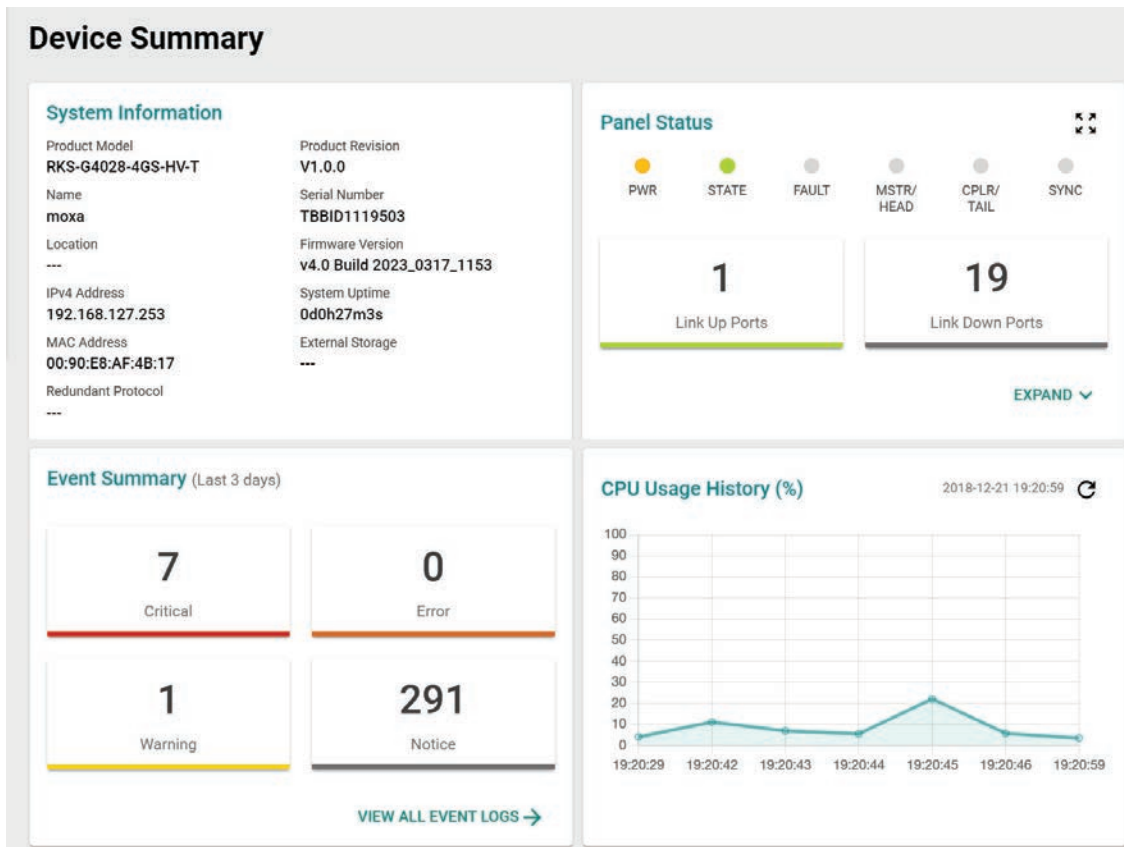 Device Summary
System Information
Product Model
RKS-G4028-4GS-HV-T
Product Revision
V1.0.0
Name
moxa
Serial Number
TBBID1119503
Location
---
Firmware Version
v4.0 Build 2023_0317_1153
IPv4 Address
192.168.127.253
System Uptime
0d0h27m3s
MAC Address
00:90:E8:AF:4B:17
External Storage
---
Redundant Protocol
---
Panel Status
PWR
STATE
FAULT
MSTR/
HEAD
CPLR/
TAIL
SYNC
1
Link Up Ports
19
Link Down Ports
EXPAND
Event Summary (Last 3 days)
7
Critical
0
Error
1
Warning
291
Notice
VIEW ALL EVENT LOGS
CPU Usage History (%)
2018-12-21 19:20:59
100
90
80
70
60
50
40
30
20
10
0
19:20:29 19:20:42 19:20:43 19:20:44 19:20:45 19:20:46 19:20:59